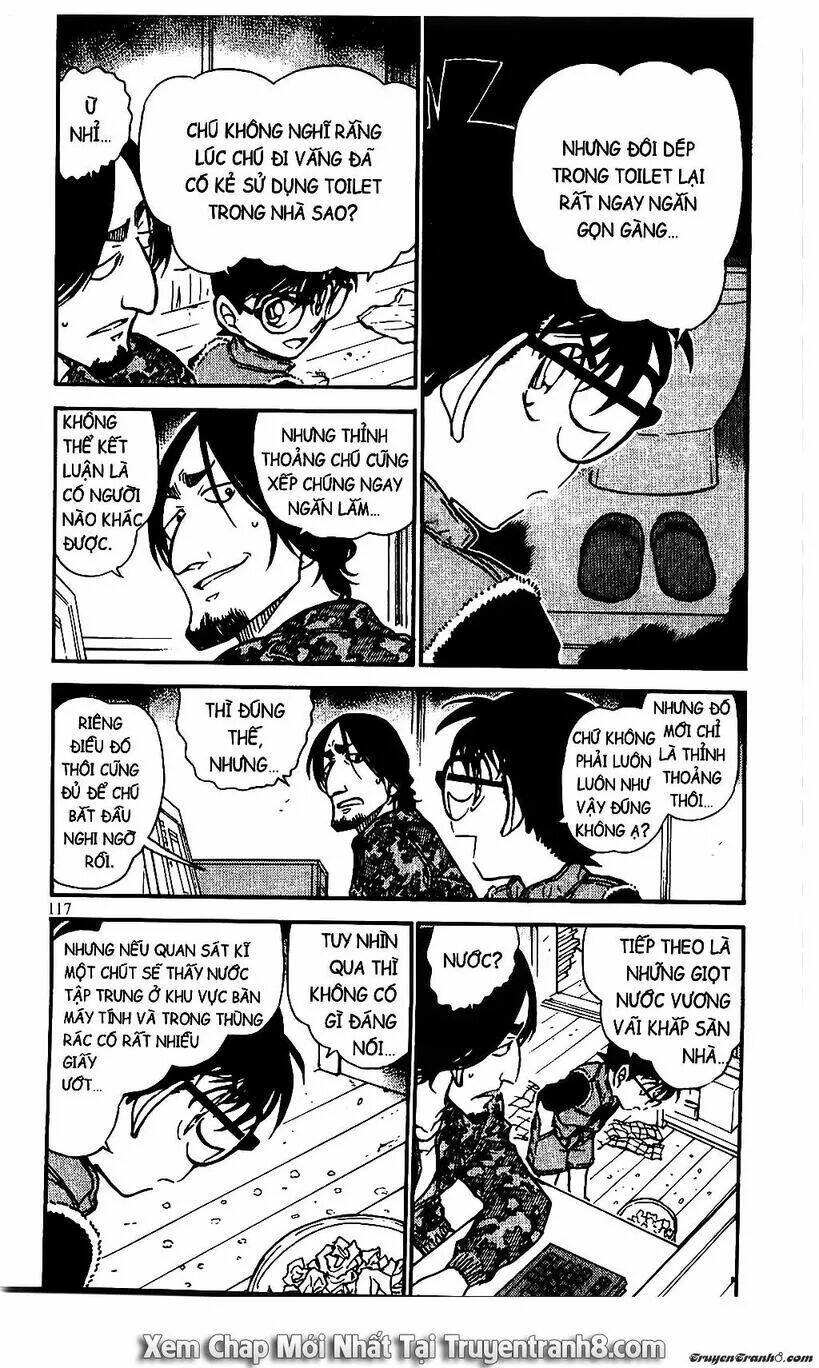 NHƯNG ĐÔI DÉP
TRONG TOILET LẠI
RẤT NGAY NGẮN
GỌN GÀNG...
CHÚ KHÔNG NGHĨ RẰNG
LÚC CHÚ ĐI VẮNG ĐÃ
CÓ KẺ SỬ DỤNG TOILET
TRONG NHÀ SAO?
Ừ
NHỈ...
NHƯNG THỈNH
THOẢNG CHÚ CŨNG
XẾP CHÚNG NGAY
NGẮN LẮM...
KHÔNG
THỂ KẾT
LUẬN LÀ
CÓ NGƯỜI
NÀO KHÁC
ĐƯỢC.
NHƯNG ĐÓ
MỚI CHỈ
LÀ THỈNH
THOẢNG
THÔI...
CHỨ KHÔNG
PHẢI LUÔN
LUÔN NHƯ
VẬY ĐÚNG
KHÔNG Ạ?
THÌ ĐÚNG
THẾ,
NHƯNG...
RIÊNG
ĐIỀU ĐÓ
THÔI CŨNG
ĐỦ ĐỂ CHÚ
BẮT ĐẦU
NGHI NGỜ
RỒI.
117
TIẾP THEO LÀ
NHỮNG GIỌT
NƯỚC VƯƠNG
VÃI KHẮP SÀN
NHÀ...
NƯỚC?
TUY NHÌN
QUA THÌ
KHÔNG CÓ
GÌ ĐÁNG
NÓI...
NHƯNG NẾU QUAN SÁT KĨ
MỘT CHÚT SẼ THẤY NƯỚC
TẬP TRUNG Ở KHU VỰC BÀN
MÁY TÍNH VÀ TRONG THÙNG
RÁC CÓ RẤT NHIỀU
GIẤY
ƯỚT...
Xem Chap Mới Nhất Tại Truyentranh8.com
TruyenTranh8.com